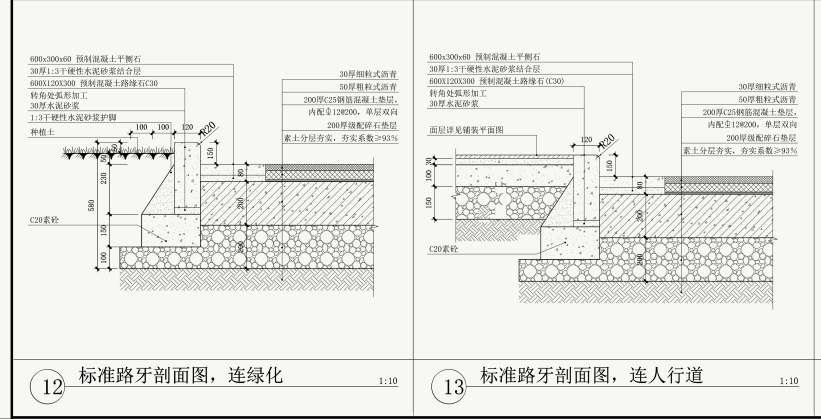 600x300x60 预制混凝土平侧石
30厚1:3干硬性水泥砂浆结合层
600X120X300 预制混凝土路缘石C30
转角处弧形加工
30厚水泥砂浆
1:3干硬性水泥砂浆护脚
种植土
C20素砼
30厚细粒式沥青
50厚粗粒式沥青
200厚C25钢筋混凝土垫层,
内配⏀12@200, 单层双向
200厚级配碎石垫层
素土分层夯实, 夯实系数≥93%
100
100
120
R20
150
50
50
230
580
150
100
80
200
200
12
标准路牙剖面图, 连绿化
1:10
600x300x60 预制混凝土平侧石
30厚1:3干硬性水泥砂浆结合层
600X120X300 预制混凝土路缘石(C30)
转角处弧形加工
30厚水泥砂浆
面层详见铺装平面图
C20素砼
30厚细粒式沥青
50厚粗粒式沥青
200厚C25钢筋混凝土垫层,
内配⏀12@200, 单层双向
200厚级配碎石垫层
素土分层夯实, 夯实系数≥93%
120
R20
150
30
100
150
80
200
200
13
标准路牙剖面图, 连人行道
1:10